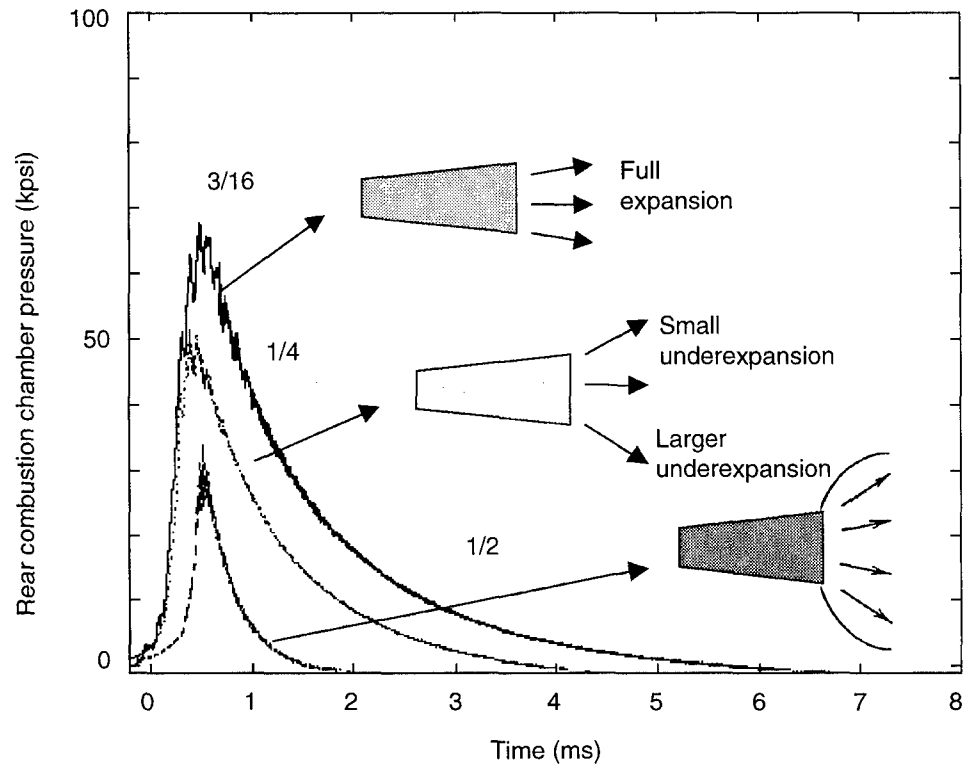 100
50
0
Rear combustion chamber pressure (kpsi)
3/16
Full
expansion
1/4
Small
underexpansion
Larger
underexpansion
1/2
0 1 2 3 4 5 6 7 8
Time (ms)